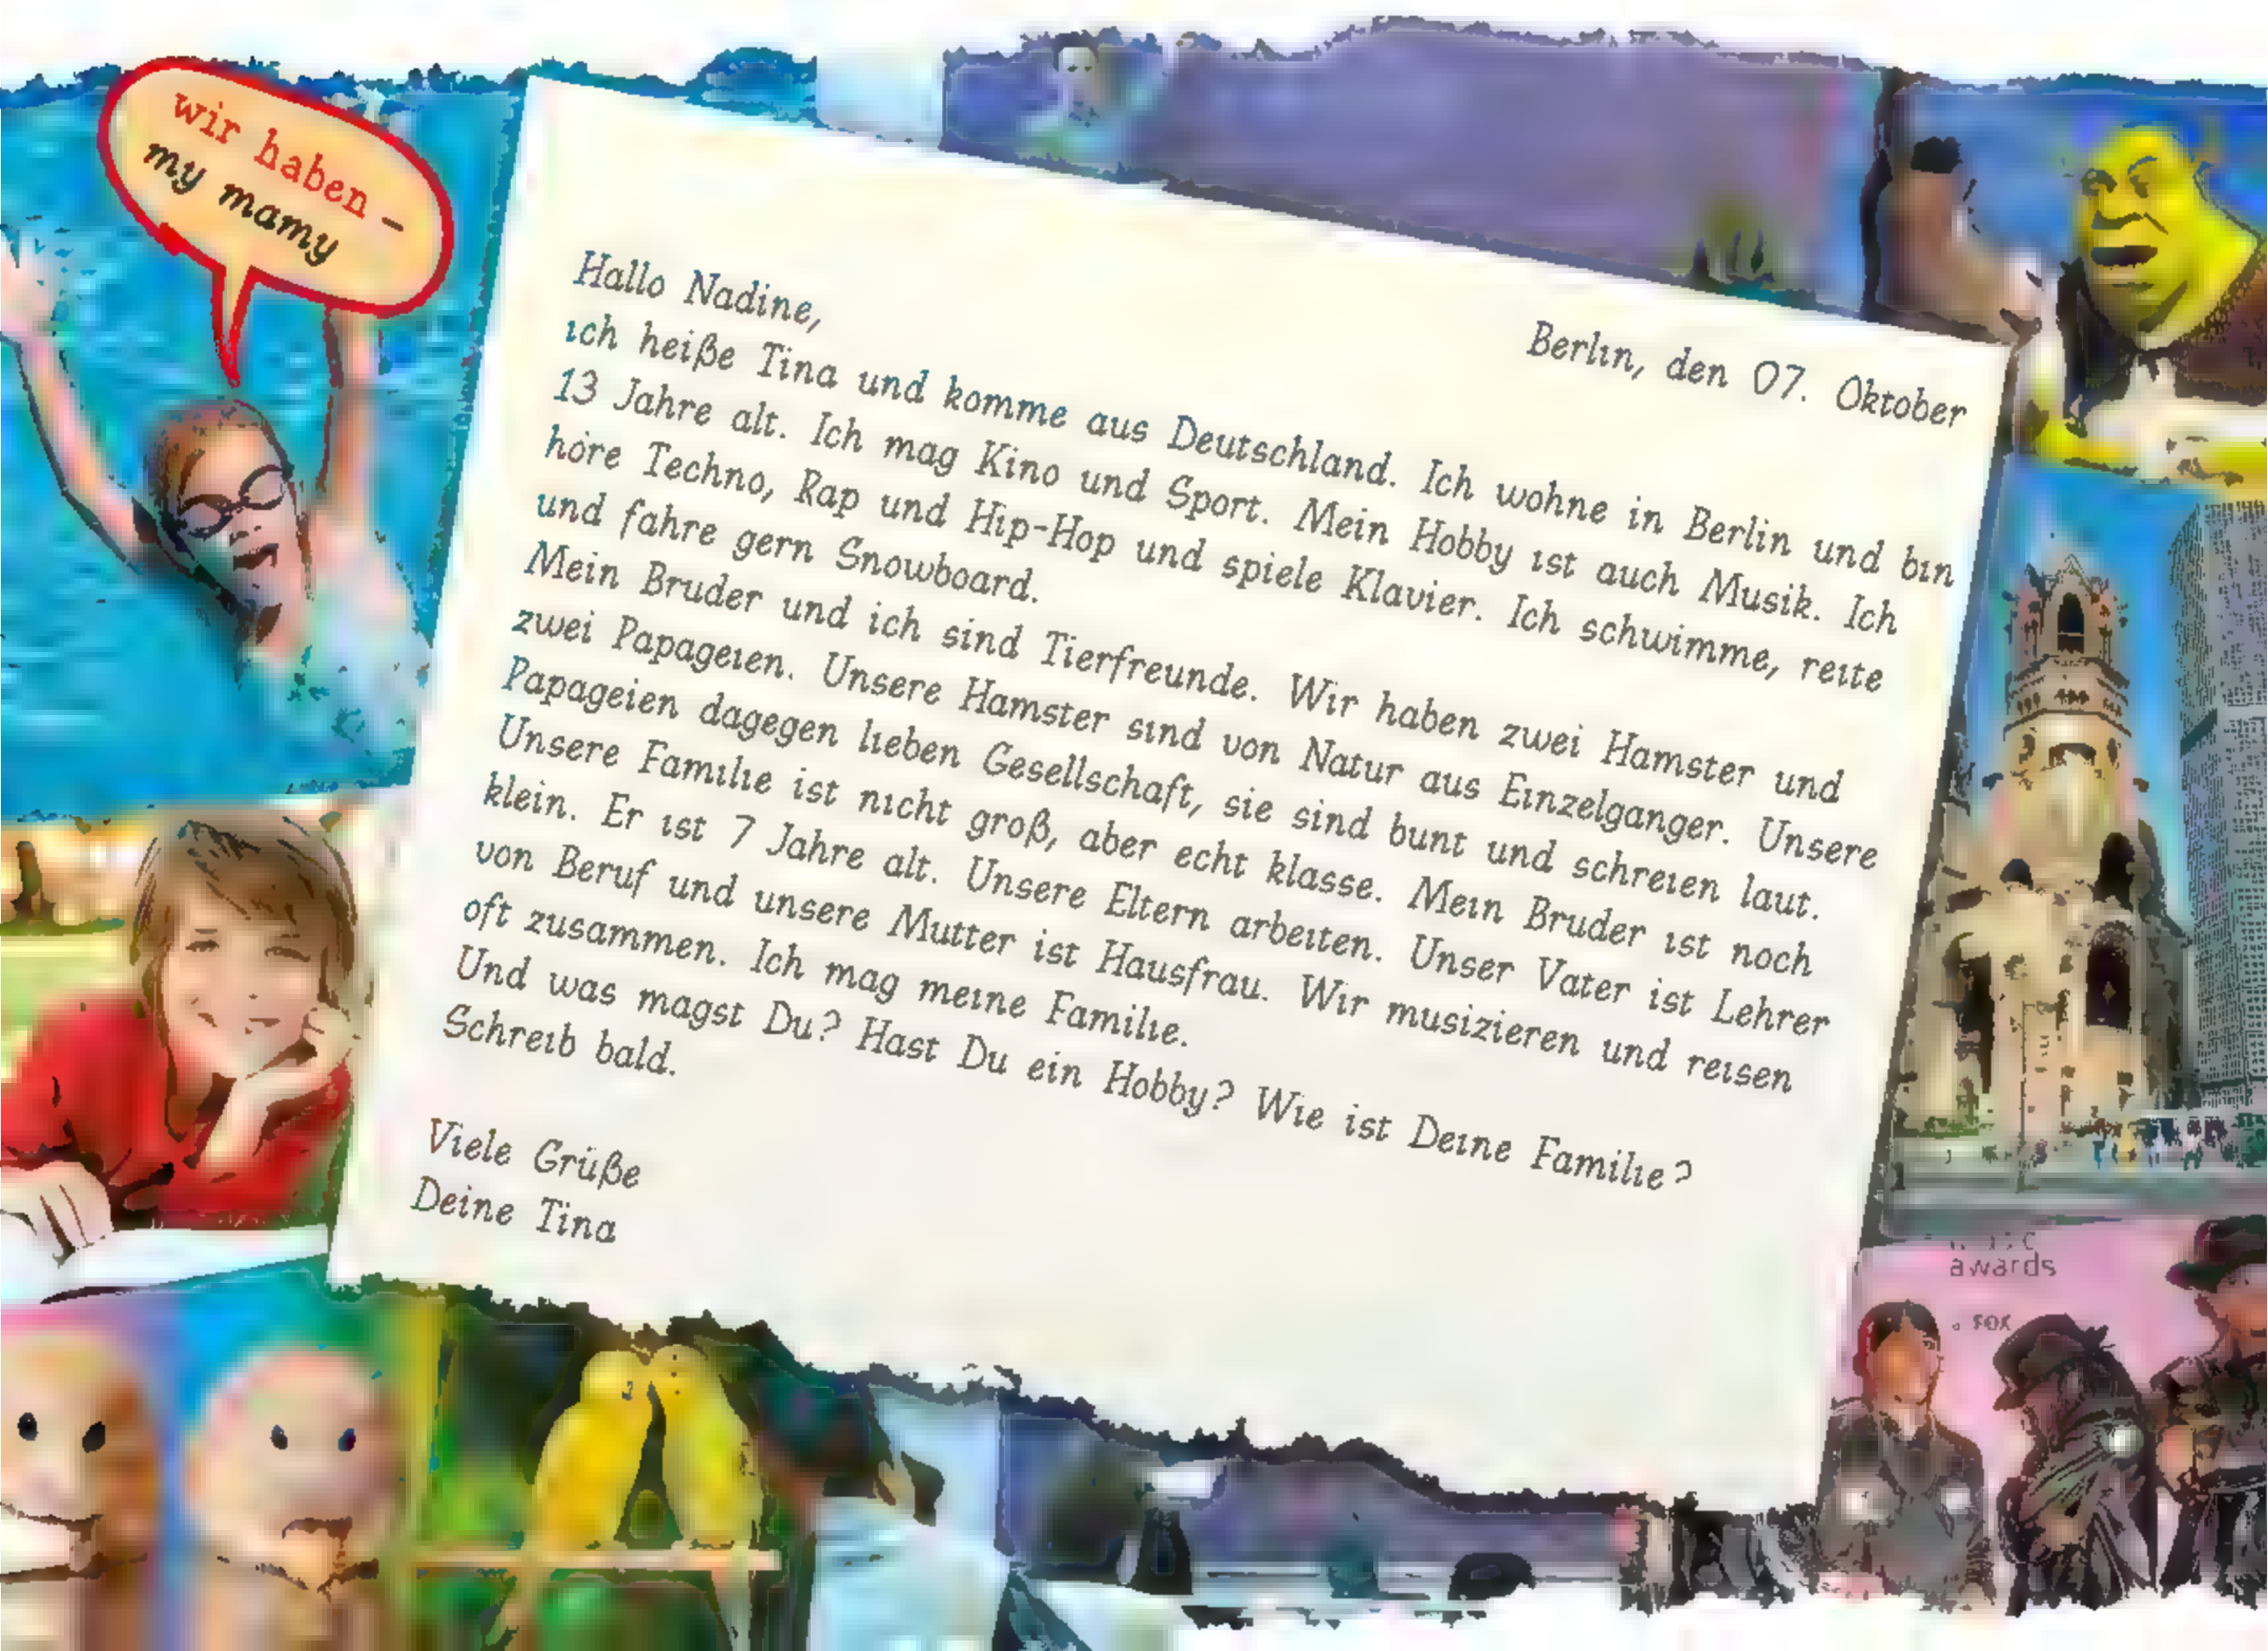 wir haben –
my mamy
Berlin, den 07. Oktober
Hallo Nadine,
ich heiße Tina und komme aus Deutschland. Ich wohne in Berlin und bin
13 Jahre alt. Ich mag Kino und Sport. Mein Hobby ist auch Musik. Ich
höre Techno, Rap und Hip-Hop und spiele Klavier. Ich schwimme, reite
und fahre gern Snowboard.
Mein Bruder und ich sind Tierfreunde. Wir haben zwei Hamster und
zwei Papageien. Unsere Hamster sind von Natur aus Einzelganger. Unsere
Papageien dagegen lieben Gesellschaft, sie sind bunt und schreien laut.
Unsere Familie ist nicht groß, aber echt klasse. Mein Bruder ist noch
klein. Er ist 7 Jahre alt. Unsere Eltern arbeiten. Unser Vater ist Lehrer
von Beruf und unsere Mutter ist Hausfrau. Wir musizieren und reisen
oft zusammen. Ich mag meine Familie.
Und was magst Du? Hast Du ein Hobby? Wie ist Deine Familie?
Schreib bald.
Viele Grüße
Deine Tina
awards
FOX